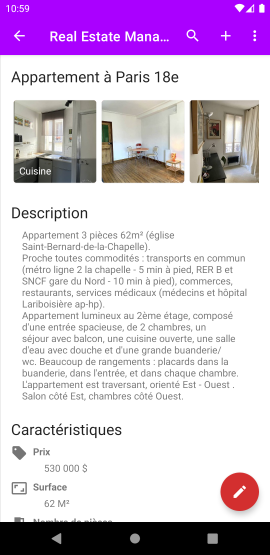 10:59
Real Estate Mana...
Appartement à Paris 18e
Cuisine
Description
Appartement 3 pièces 62m² (église
Saint-Bernard-de-la-Chapelle).
Proche toutes commodités : transports en commun
(métro ligne 2 la chapelle - 5 min à pied, RER B et
SNCF gare du Nord - 10 min à pied), commerces,
restaurants, services médicaux (médecins et hôpital
Lariboisière ap-hp).
Appartement lumineux au 2ème étage, composé
d'une entrée spacieuse, de 2 chambres, un
séjour avec balcon, une cuisine ouverte, une salle
d'eau avec douche et d'une grande buanderie/
wc. Beaucoup de rangements : placards dans la
buanderie, dans l'entrée, et dans chaque chambre.
L'appartement est traversant, orienté Est - Ouest .
Salon côté Est, chambres côté Ouest.
Caractéristiques
Prix
530 000 $
Surface
62 M²
Nombre de pièces